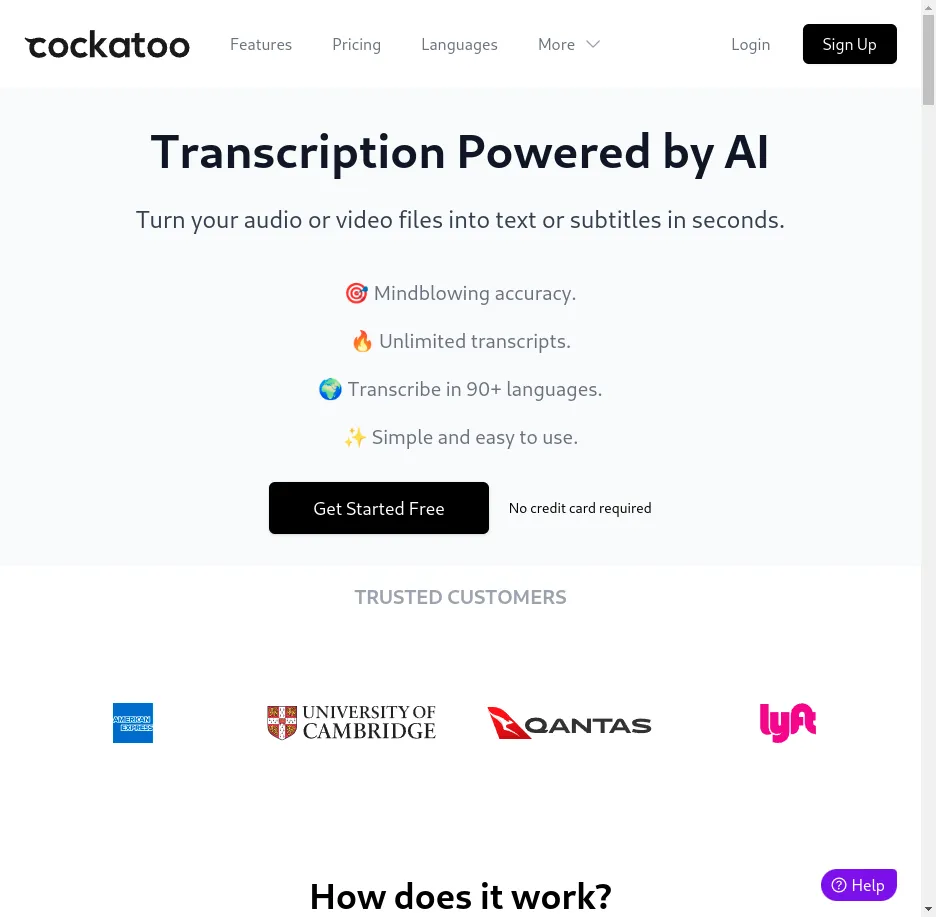 cockatoo
Features
Pricing
Languages
More
Login
Sign Up
Transcription Powered by AI
Turn your audio or video files into text or subtitles in seconds.
🎯 Mindblowing accuracy.
🔥 Unlimited transcripts.
🌍 Transcribe in 90+ languages.
✨ Simple and easy to use.
Get Started Free
No credit card required
TRUSTED CUSTOMERS
AMERICAN
EXPRESS
UNIVERSITY OF
CAMBRIDGE
QANTAS
lyft
How does it work?
Help